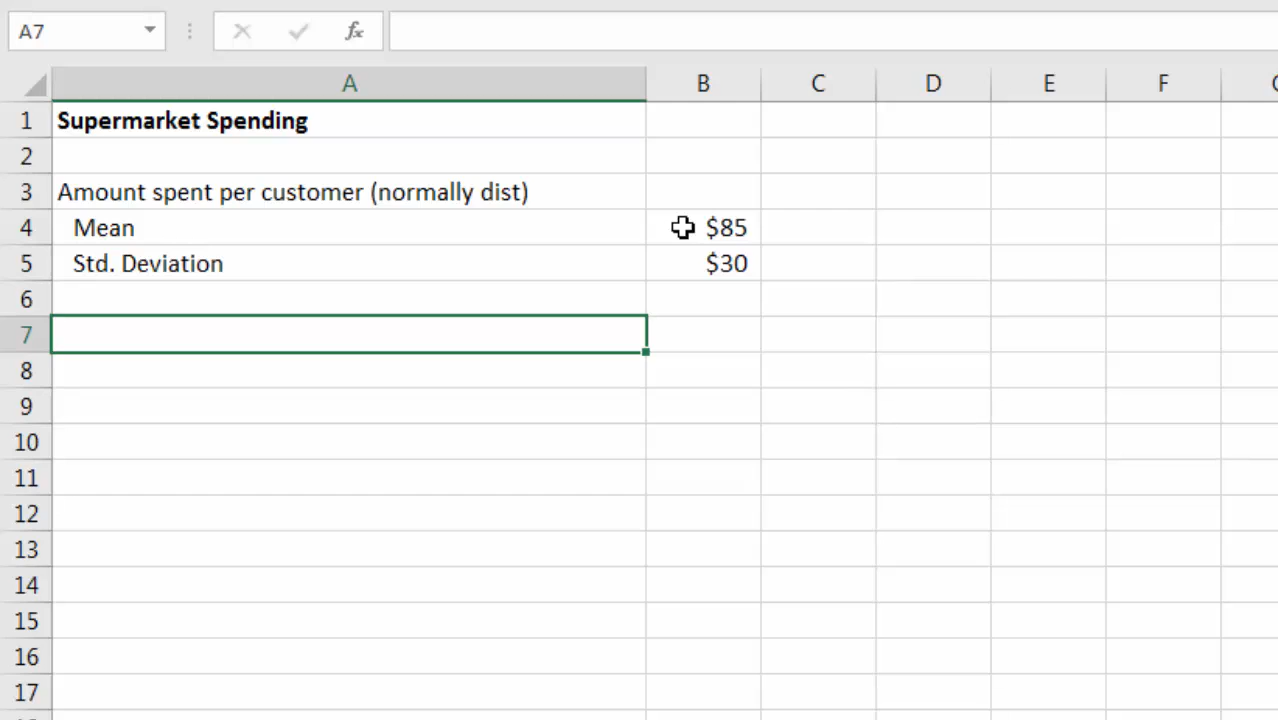 A7 fx
A B C D E F
1 Supermarket Spending
2
3 Amount spent per customer (normally dist)
4 Mean $85
5 Std. Deviation $30
6
7
8
9
10
11
12
13
14
15
16
17